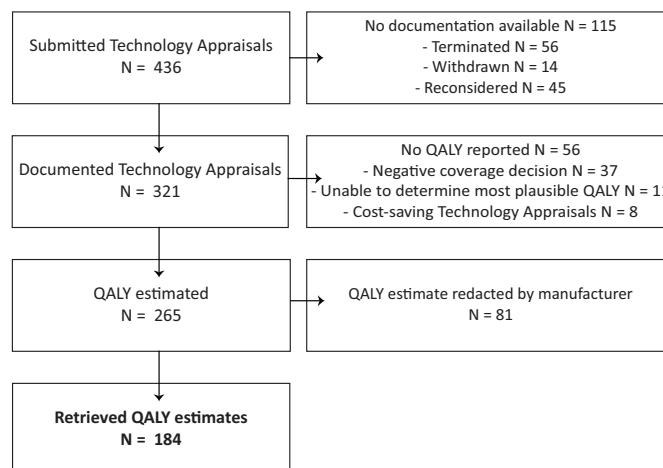 Submitted Technology Appraisals
N = 436
No documentation available N = 115
- Terminated N = 56
- Withdrawn N = 14
- Reconsidered N = 45
Documented Technology Appraisals
N = 321
No QALY reported N = 56
- Negative coverage decision N = 37
- Unable to determine most plausible QALY N = 11
- Cost-saving Technology Appraisals N = 8
QALY estimated
N = 265
QALY estimate redacted by manufacturer
N = 81
Retrieved QALY estimates
N = 184